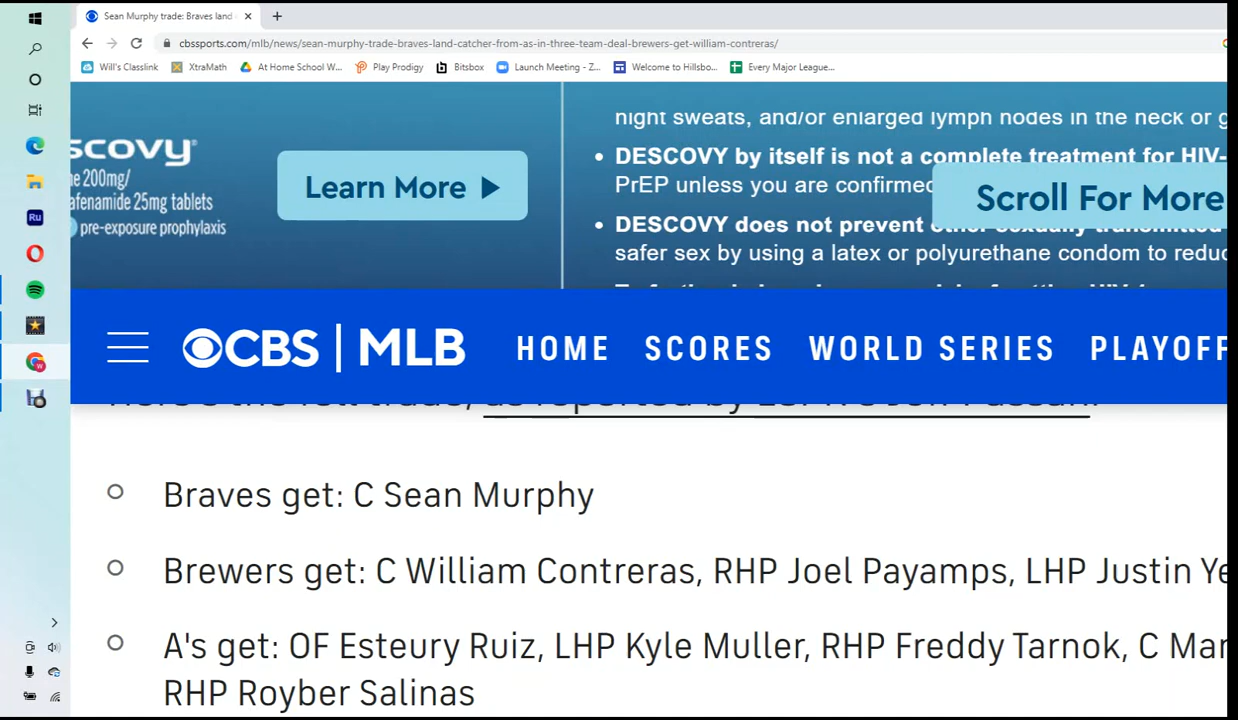 Sean Murphy trade: Braves land
cbssports.com/mlb/news/sean-murphy-trade-braves-land-catcher-from-as-in-three-team-deal-brewers-get-william-contreras/
Will's Classlink XtraMath At Home School W... Play Prodigy Bitsbox Launch Meeting - Z... Welcome to Hillsbo... Every Major League...
night sweats, and/or enlarged lymph nodes in the neck or
• DESCOVY by itself is not a complete treatment for HIV-
PrEP unless you are confirmed
scovy
200mg/
afenamide 25mg tablets
pre-exposure prophylaxis
Learn More
Scroll For More
• DESCOVY does not prevent other sexually transmitted
safer sex by using a latex or polyurethane condom to
CBS | MLB HOME SCORES WORLD SERIES PLAYOFF
Braves get: C Sean Murphy
Brewers get: C William Contreras, RHP Joel Payamps, LHP Justin
A's get: OF Esteury Ruiz, LHP Kyle Muller, RHP Freddy Tarnok, C
RHP Royber Salinas
Ru